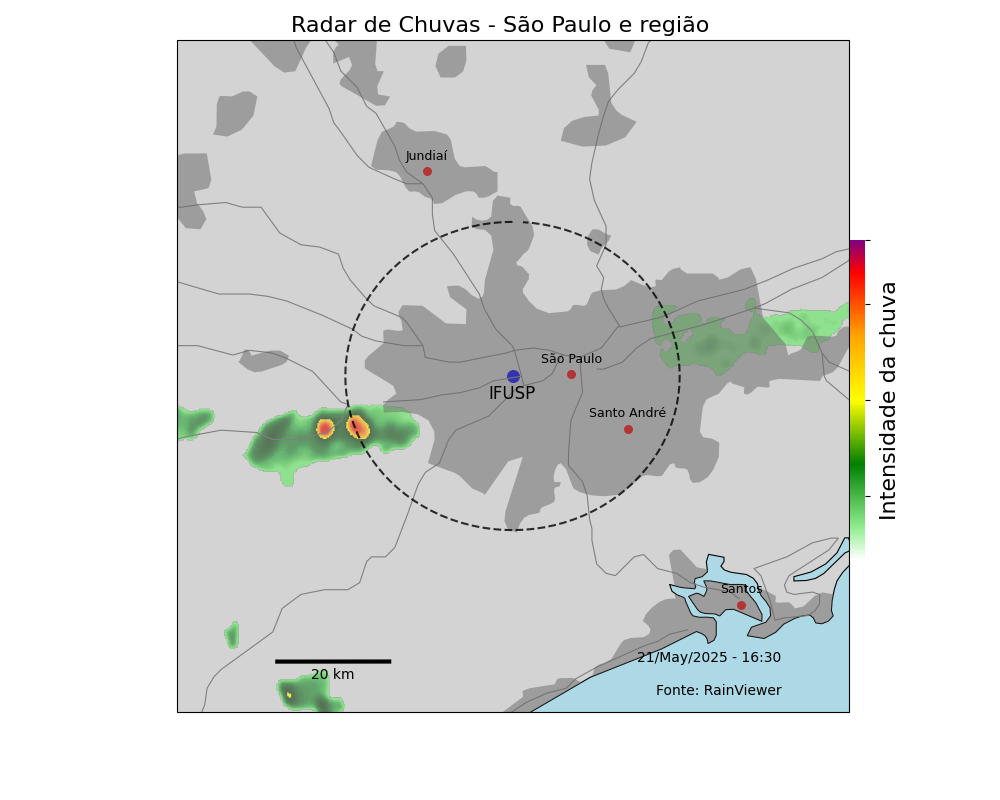 Radar de Chuvas - São Paulo e região
Jundiaí
São Paulo
IFUSP
Santo André
Intensidade da chuva
Santos
21/May/2025 - 16:30
20 km
Fonte: RainViewer